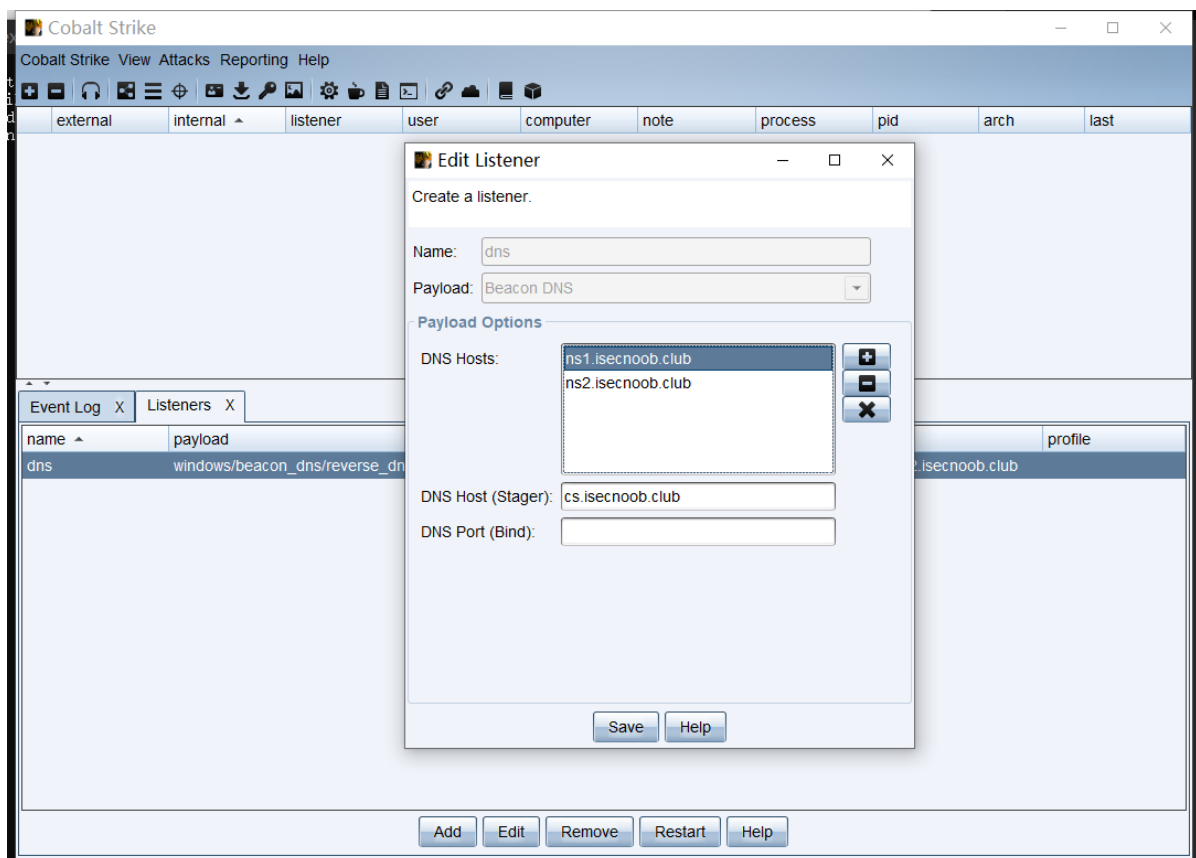 Cobalt Strike
Cobalt Strike View Attacks Reporting Help
external internal listener user computer note process pid arch last
Edit Listener
Create a listener.
Name: dns
Payload: Beacon DNS
Payload Options
DNS Hosts: ns1.isecnoob.club
ns2.isecnoob.club
Event Log X Listeners X
name payload profile
dns windows/beacon_dns/reverse_dn 2.isecnoob.club
DNS Host (Stager): cs.isecnoob.club
DNS Port (Bind):
Save Help
Add Edit Remove Restart Help